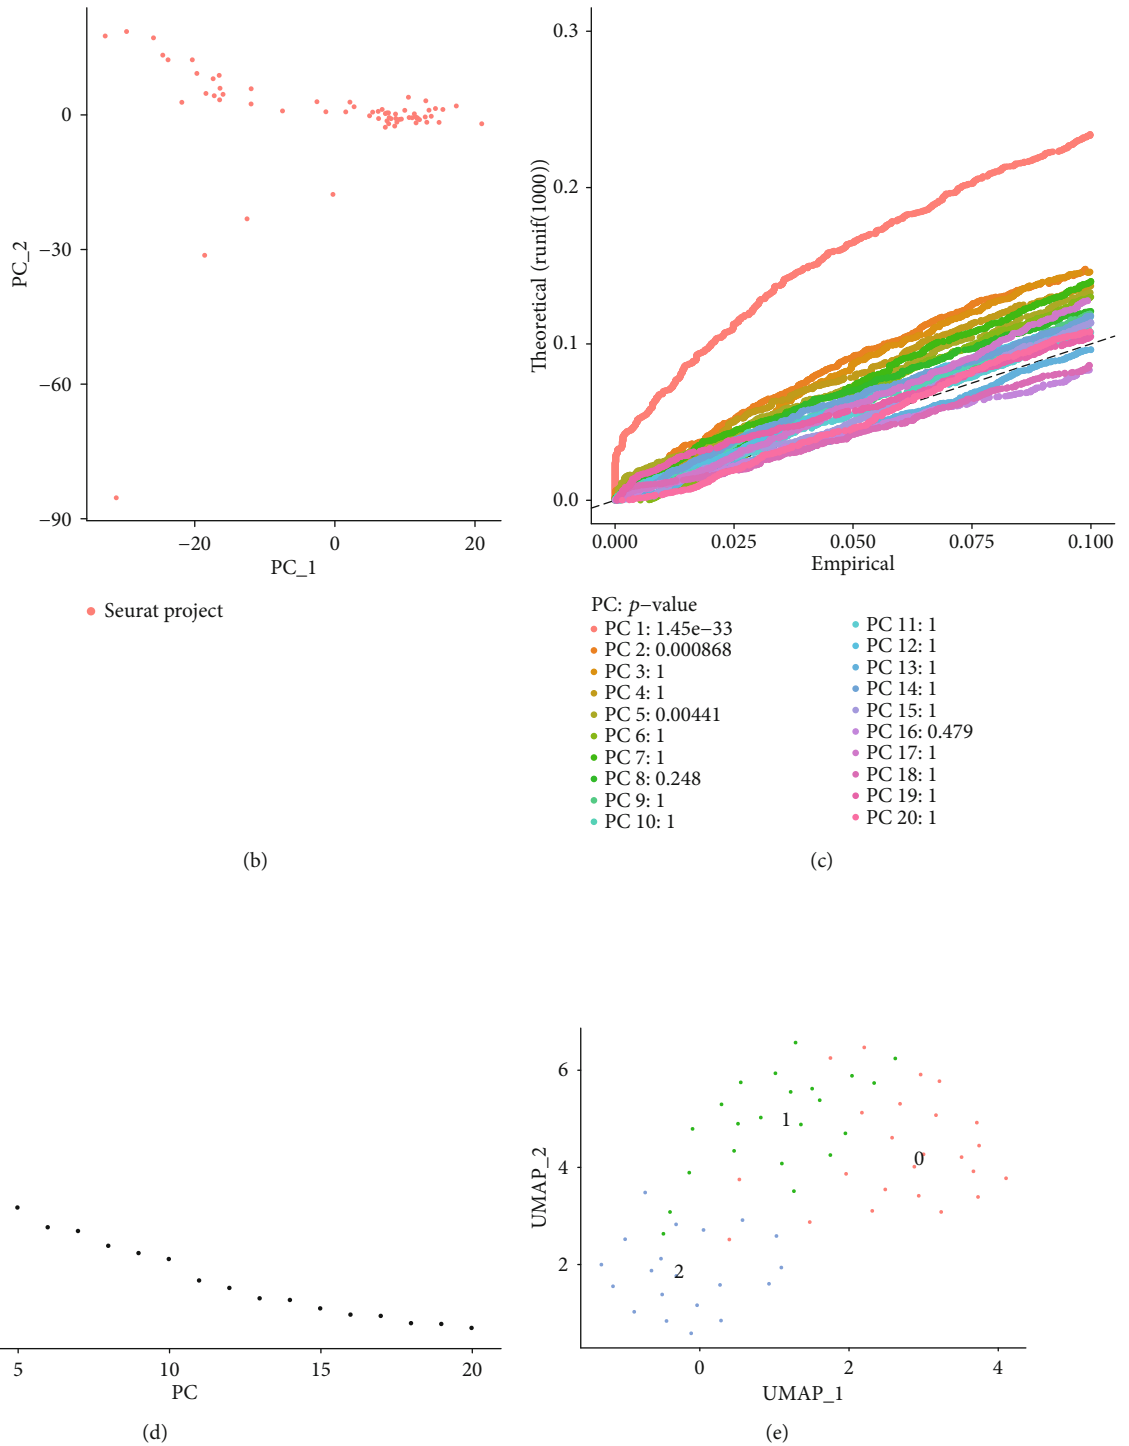 0
−30
−60
−90
PC_2
−20
0
20
PC_1
Seurat project
(b)
0.3
0.2
0.1
0.0
Theoretical (runif(1000))
0.000
0.025
0.050
0.075
0.100
Empirical
PC: p−value
PC 1: 1.45e−33
PC 2: 0.000868
PC 3: 1
PC 4: 1
PC 5: 0.00441
PC 6: 1
PC 7: 1
PC 8: 0.248
PC 9: 1
PC 10: 1
PC 11: 1
PC 12: 1
PC 13: 1
PC 14: 1
PC 15: 1
PC 16: 0.479
PC 17: 1
PC 18: 1
PC 19: 1
PC 20: 1
(c)
5
10
15
20
PC
(d)
6
4
2
UMAP_2
1
0
2
0
2
4
UMAP_1
(e)